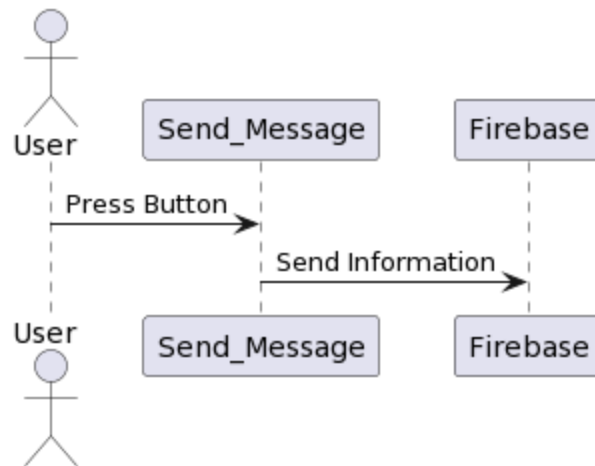 User
Send_Message
Firebase
Press Button
Send Information
User
Send_Message
Firebase